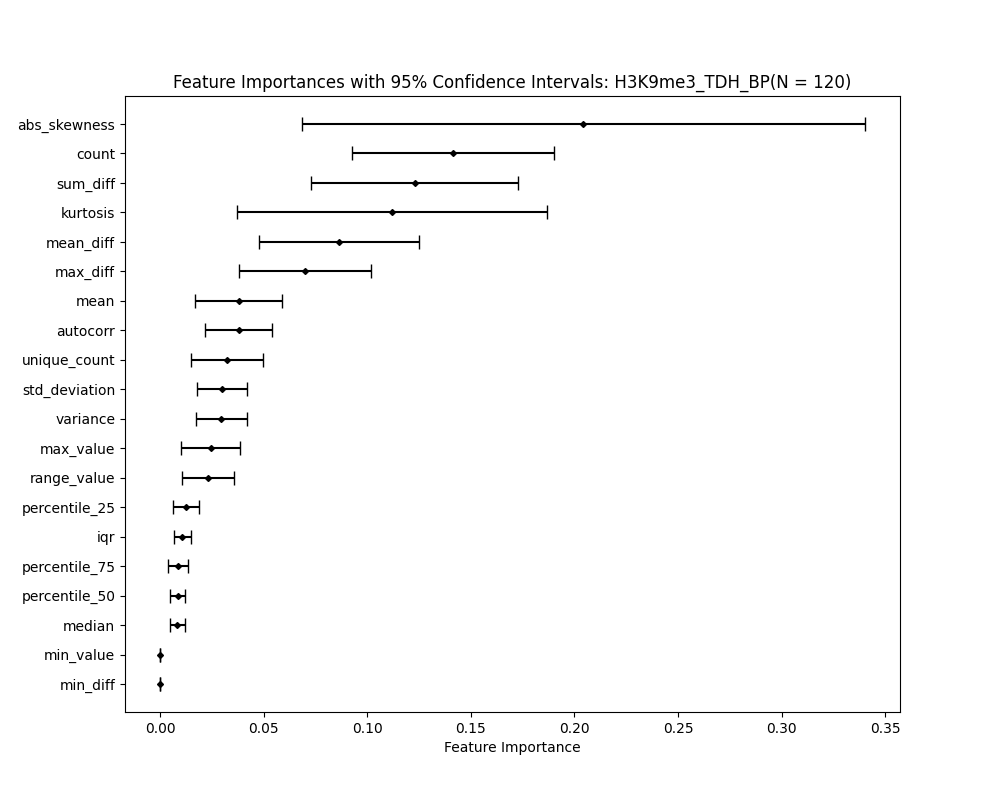 Feature Importances with 95% Confidence Intervals: H3K9me3_TDH_BP(N = 120)
abs_skewness
count
sum_diff
kurtosis
mean_diff
max_diff
mean
autocorr
unique_count
std_deviation
variance
max_value
range_value
percentile_25
iqr
percentile_75
percentile_50
median
min_value
min_diff
0.00 0.05 0.10 0.15 0.20 0.25 0.30 0.35
Feature Importance